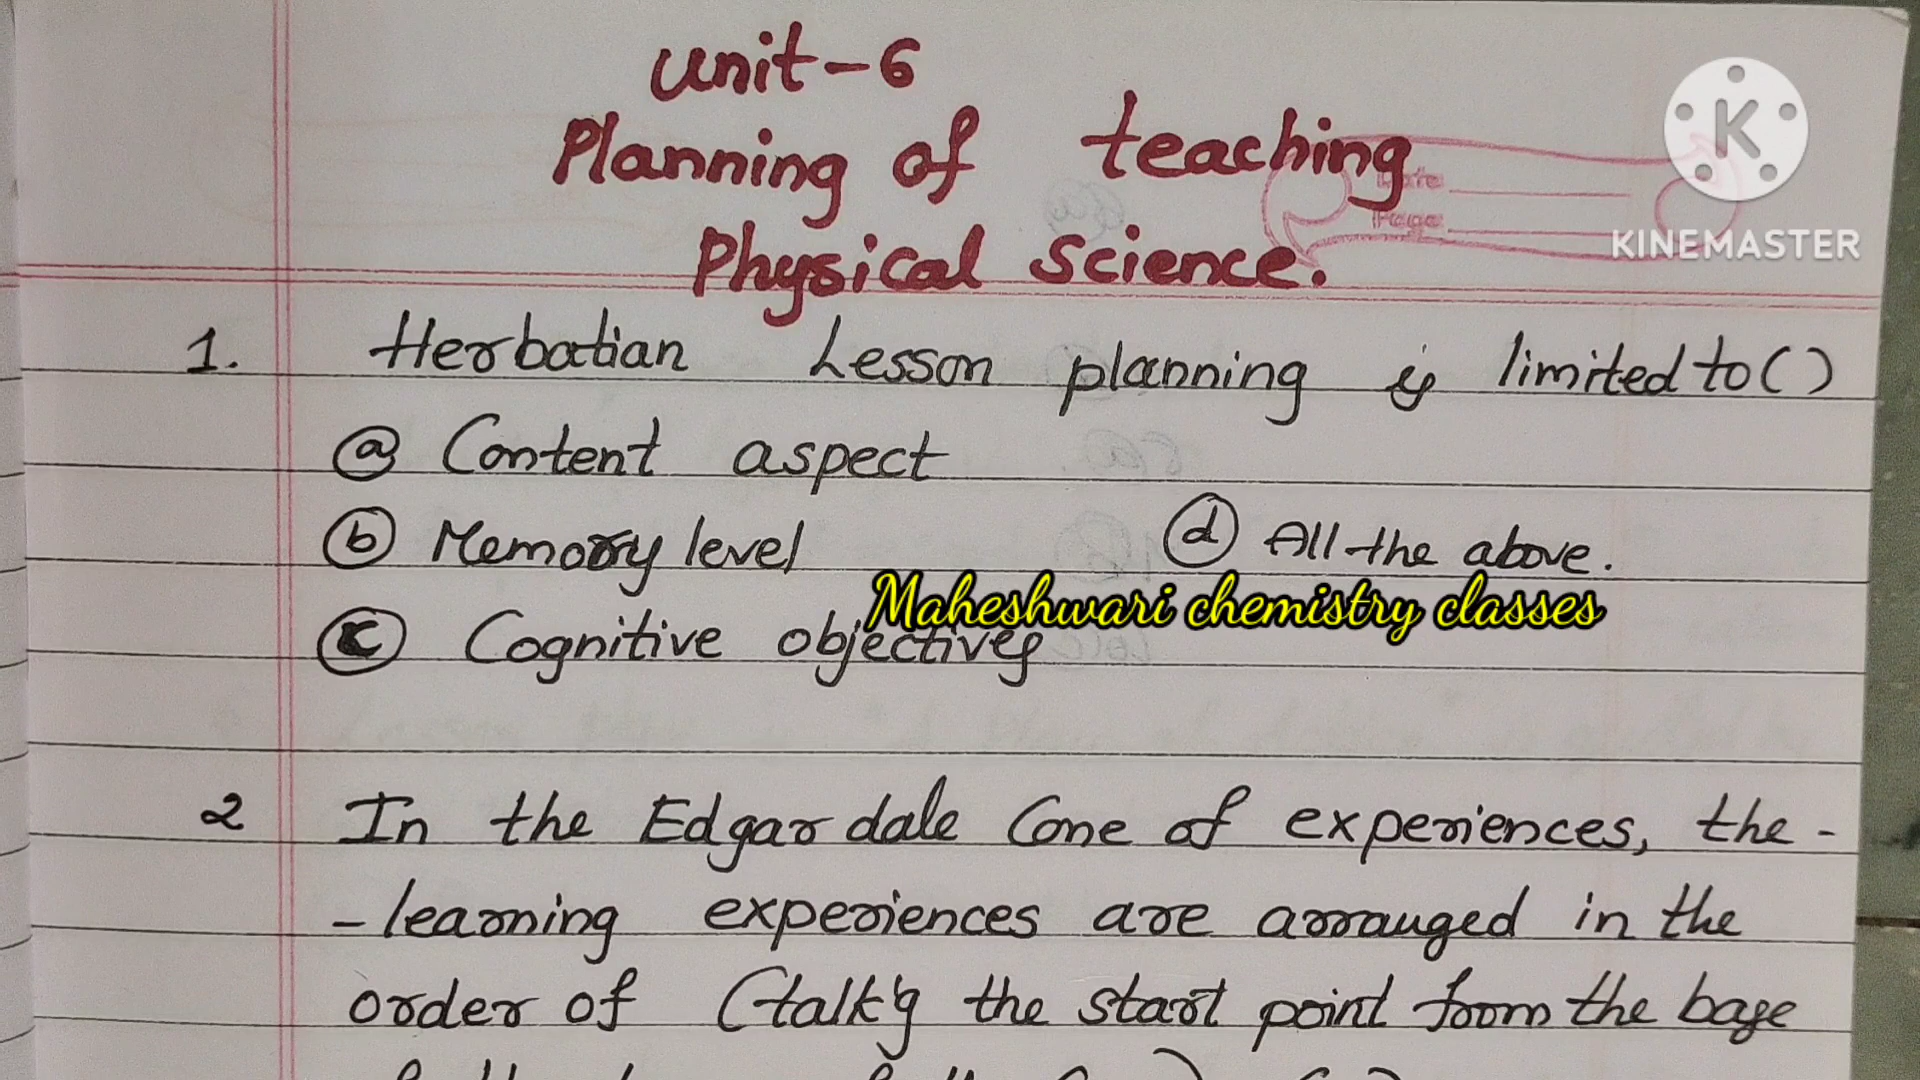 Unit-6
Planning of teaching
Date
Page
Physical Science.
KINEMASTER
1. Herbatian Lesson planning is limited to ( )
ⓐ Content aspect
ⓑ Memory level ⓓ All the above.
Maheshwari chemistry classes
ⓒ Cognitive objectives
2 In the Edgar dale Cone of experiences, the -
- learning experiences are arranged in the
order of (talk'g the start point from the base